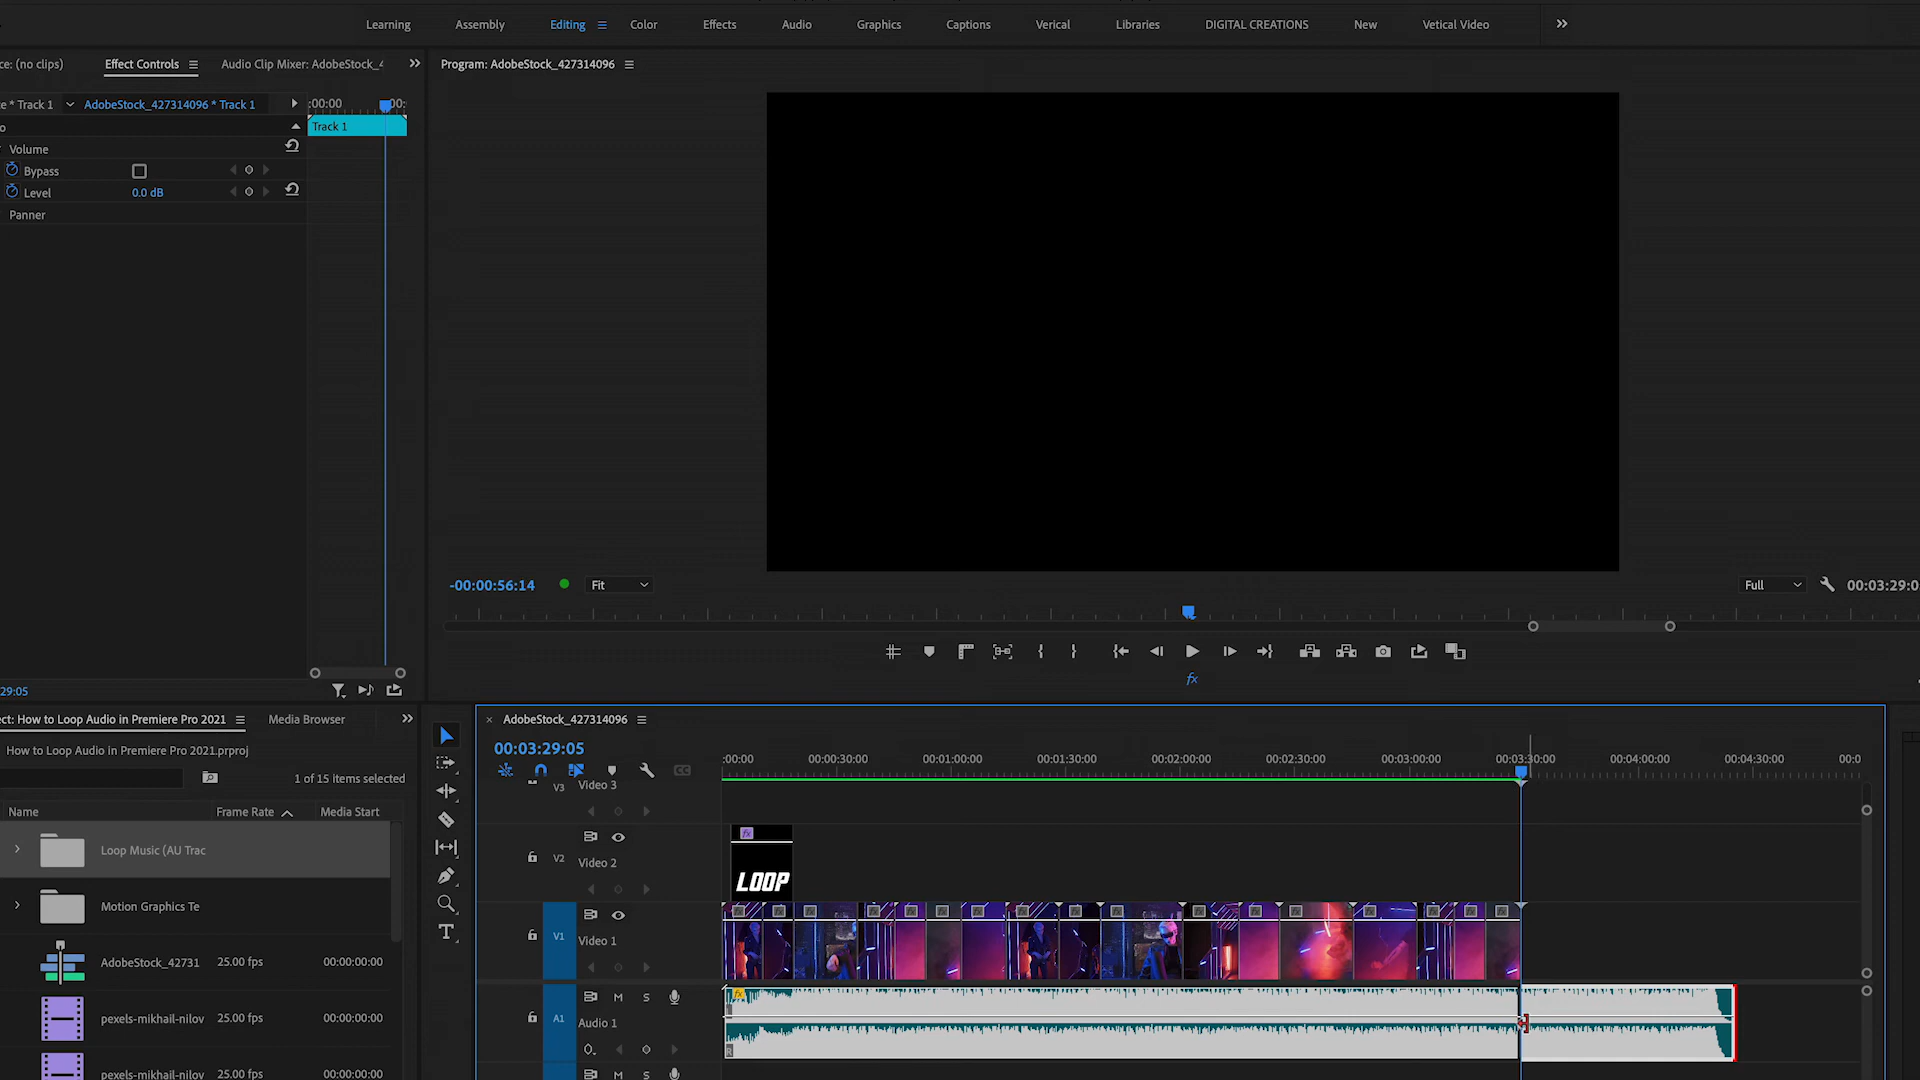 Learning Assembly Editing Color Effects Audio Graphics Captions Verical Libraries DIGITAL CREATIONS New Vetical Video
ce: (no clips) Effect Controls Audio Clip Mixer: AdobeStock_4 Program: AdobeStock_427314096
e * Track 1 AdobeStock_427314096 * Track 1 :00:00 00:
o Track 1
Volume
Bypass
Level 0.0 dB
Panner
-00:00:56:14 Fit Full 00:03:29:0
fx
29:05
ect: How to Loop Audio in Premiere Pro 2021 Media Browser
AdobeStock_427314096
How to Loop Audio in Premiere Pro 2021.prproj
00:03:29:05
1 of 15 items selected
:00:00 00:00:30:00 00:01:00:00 00:01:30:00 00:02:00:00 00:02:30:00 00:03:00:00 00:03:30:00 00:04:00:00 00:04:30:00 00:0
Name Frame Rate Media Start
V3 Video 3
Loop Music (AU Trac
V2 Video 2
fx
LOOP
Motion Graphics Te
V1 Video 1
AdobeStock_42731 25.00 fps 00:00:00:00
M S
fx
A1 Audio 1
pexels-mikhail-nilov 25.00 fps 00:00:00:00
R
pexels-mikhail-nilov 25.00 fps 00:00:00:00
M S